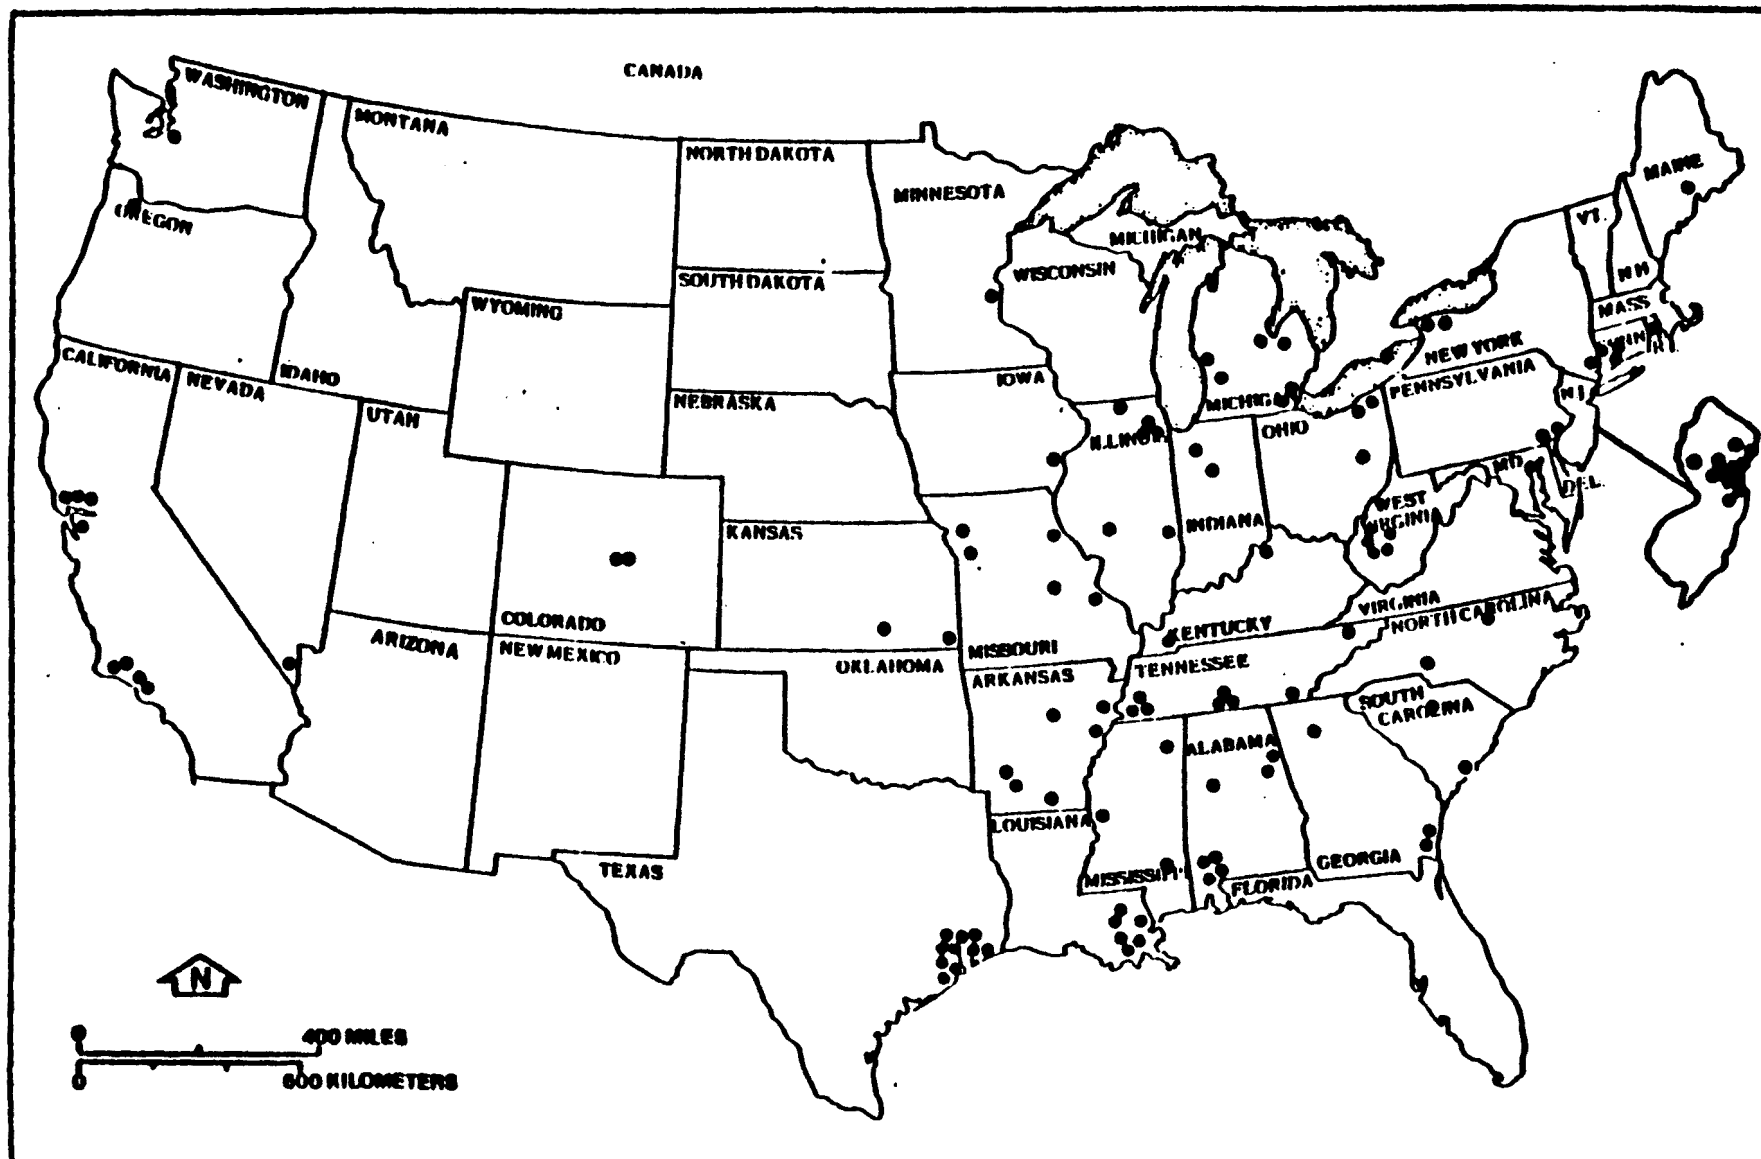 CANADA
WASHINGTON
MONTANA
NORTH DAKOTA
MINNESOTA
MAINE
OREGON
VT.
MICHIGAN
WISCONSIN
N H
SOUTH DAKOTA
WYOMING
MASS
NEW YORK
CALIFORNIA
NEVADA
IDAHO
IOWA
PENNSYLVANIA
UTAH
NEBRASKA
MICHIGAN
N J
ILLINOIS
OHIO
MD.
DEL.
KANSAS
INDIANA
WEST
VIRGINIA
COLORADO
VIRGINIA
NORTH CAROLINA
ARIZONA
NEW MEXICO
OKLAHOMA
MISSOURI
KENTUCKY
TENNESSEE
ARKANSAS
SOUTH
CAROLINA
ALABAMA
LOUISIANA
TEXAS
MISSISSIPPI
GEORGIA
FLORIDA
N
400 MILES
0
600 KILOMETERS